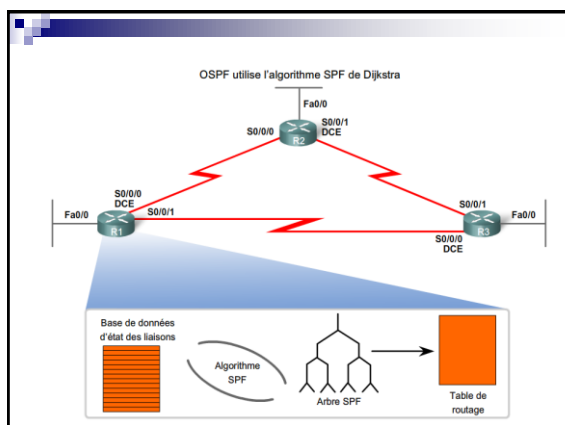 OSPF utilise l'algorithme SPF de Dijkstra
Fa0/0
S0/0/1
DCE
S0/0/0
R2
S0/0/0
DCE
S0/0/1
Fa0/0
S0/0/1
Fa0/0
R1
R3
S0/0/0
DCE
Base de données
d'état des liaisons
Algorithme
SPF
Arbre SPF
Table de
routage